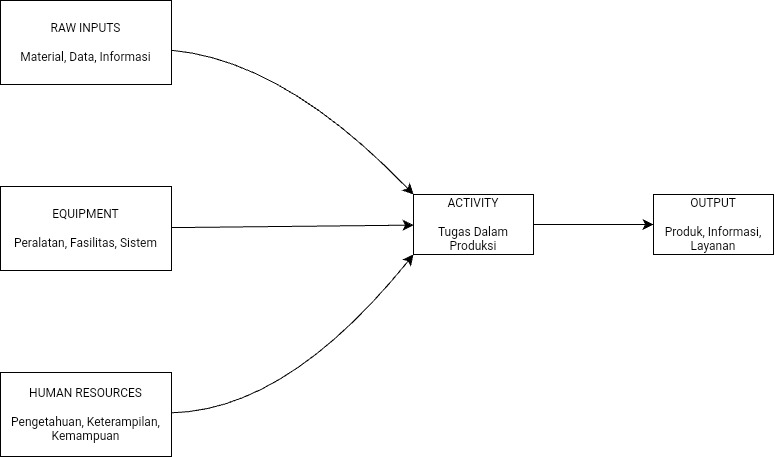 RAW INPUTS
Material, Data, Informasi
EQUIPMENT
Peralatan, Fasilitas, Sistem
HUMAN RESOURCES
Pengetahuan, Keterampilan,
Kemampuan
ACTIVITY
Tugas Dalam
Produksi
OUTPUT
Produk, Informasi,
Layanan